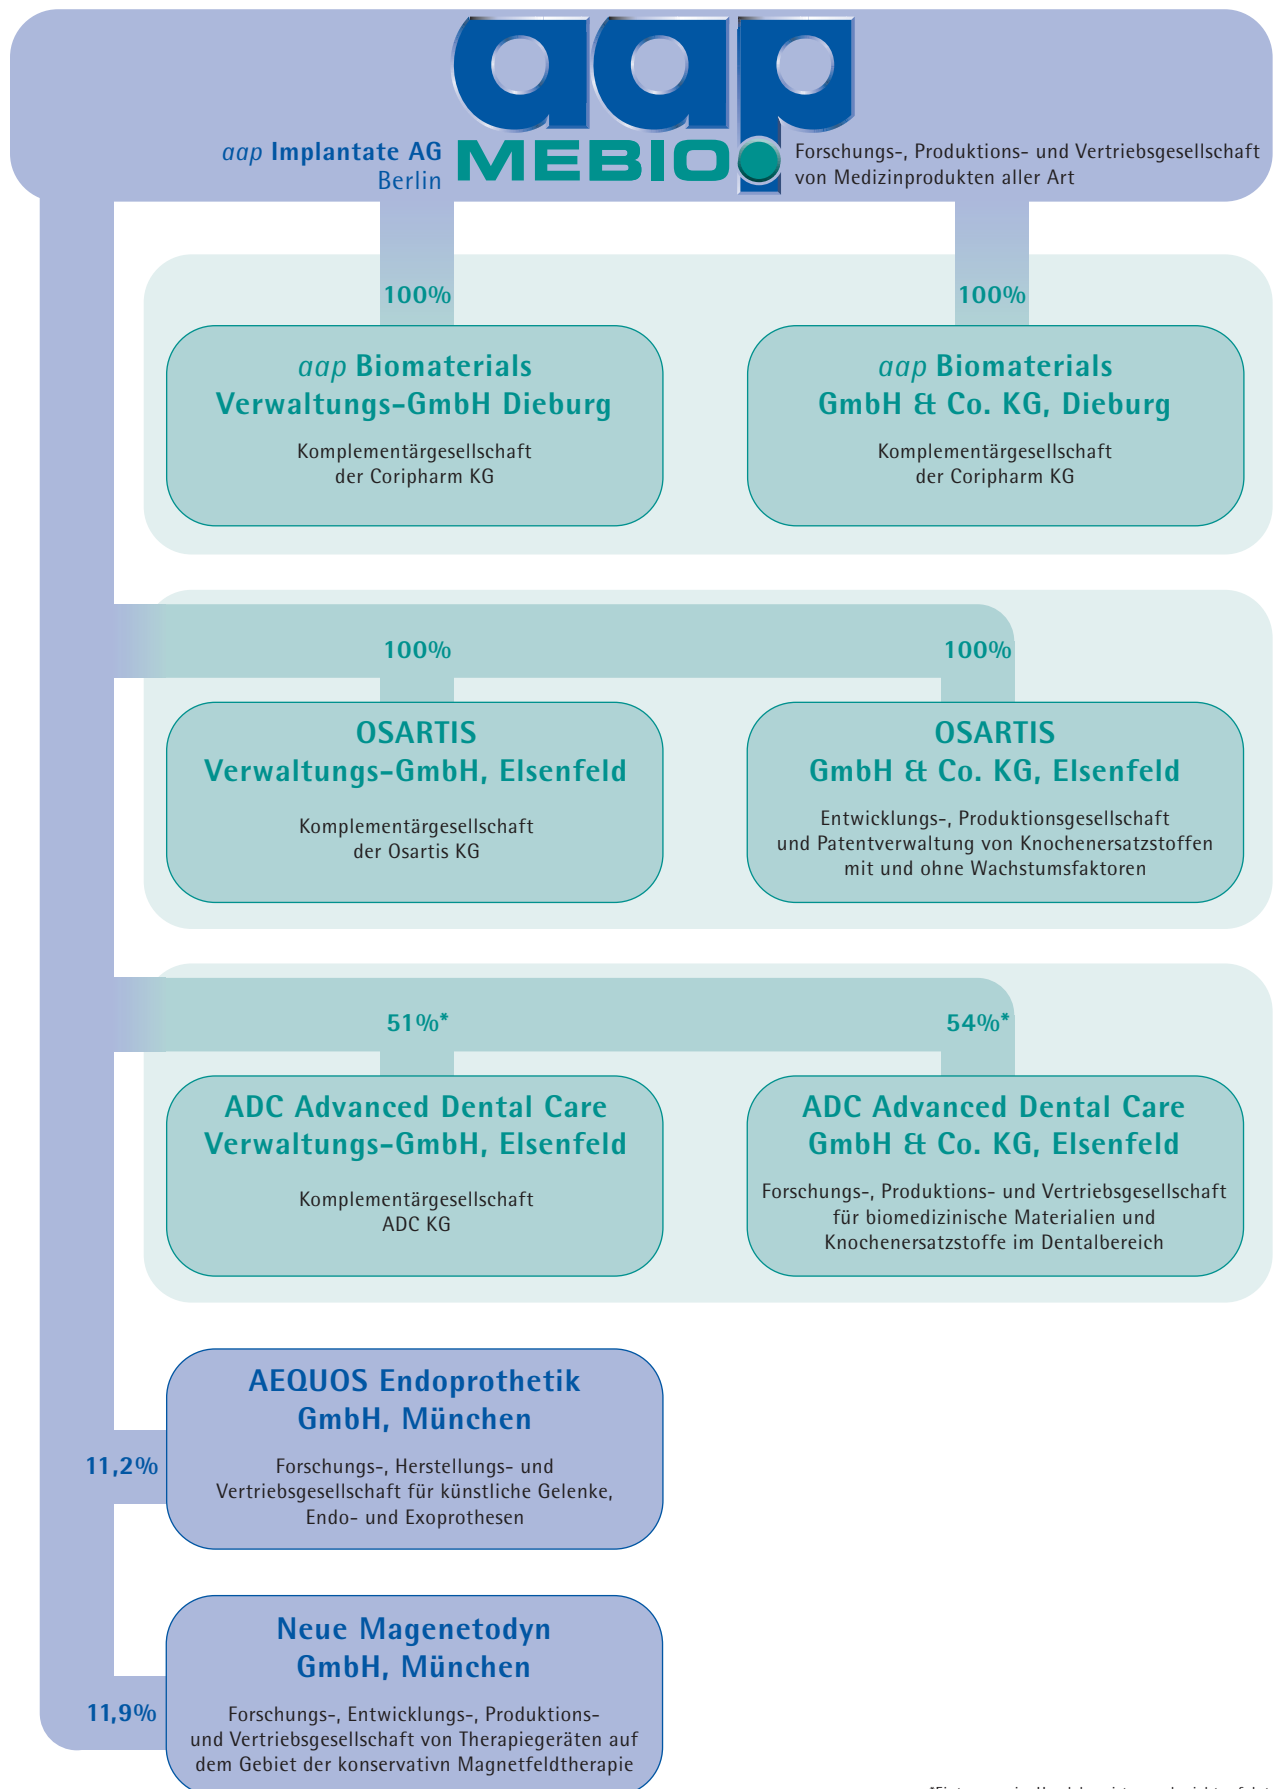 aap
MEBIO
aap Implantate AG
Berlin
Forschungs-, Produktions- und Vertriebsgesellschaft
von Medizinprodukten aller Art
100%
100%
aap Biomaterials
Verwaltungs-GmbH Dieburg
Komplementärgesellschaft
der Coripharm KG
aap Biomaterials
GmbH & Co. KG, Dieburg
Komplementärgesellschaft
der Coripharm KG
100%
100%
OSARTIS
Verwaltungs-GmbH, Elsenfeld
Komplementärgesellschaft
der Osartis KG
OSARTIS
GmbH & Co. KG, Elsenfeld
Entwicklungs-, Produktionsgesellschaft
und Patentverwaltung von Knochenersatzstoffen
mit und ohne Wachstumsfaktoren
51%*
54%*
ADC Advanced Dental Care
Verwaltungs-GmbH, Elsenfeld
Komplementärgesellschaft
ADC KG
ADC Advanced Dental Care
GmbH & Co. KG, Elsenfeld
Forschungs-, Produktions- und Vertriebsgesellschaft
für biomedizinische Materialien und
Knochenersatzstoffe im Dentalbereich
11,2%
AEQUOS Endoprothetik
GmbH, München
Forschungs-, Herstellungs- und
Vertriebsgesellschaft für künstliche Gelenke,
Endo- und Exoprothesen
11,9%
Neue Magenetodyn
GmbH, München
Forschungs-, Entwicklungs-, Produktions-
und Vertriebsgesellschaft von Therapiegeräten auf
dem Gebiet der konservativn Magnetfeldtherapie